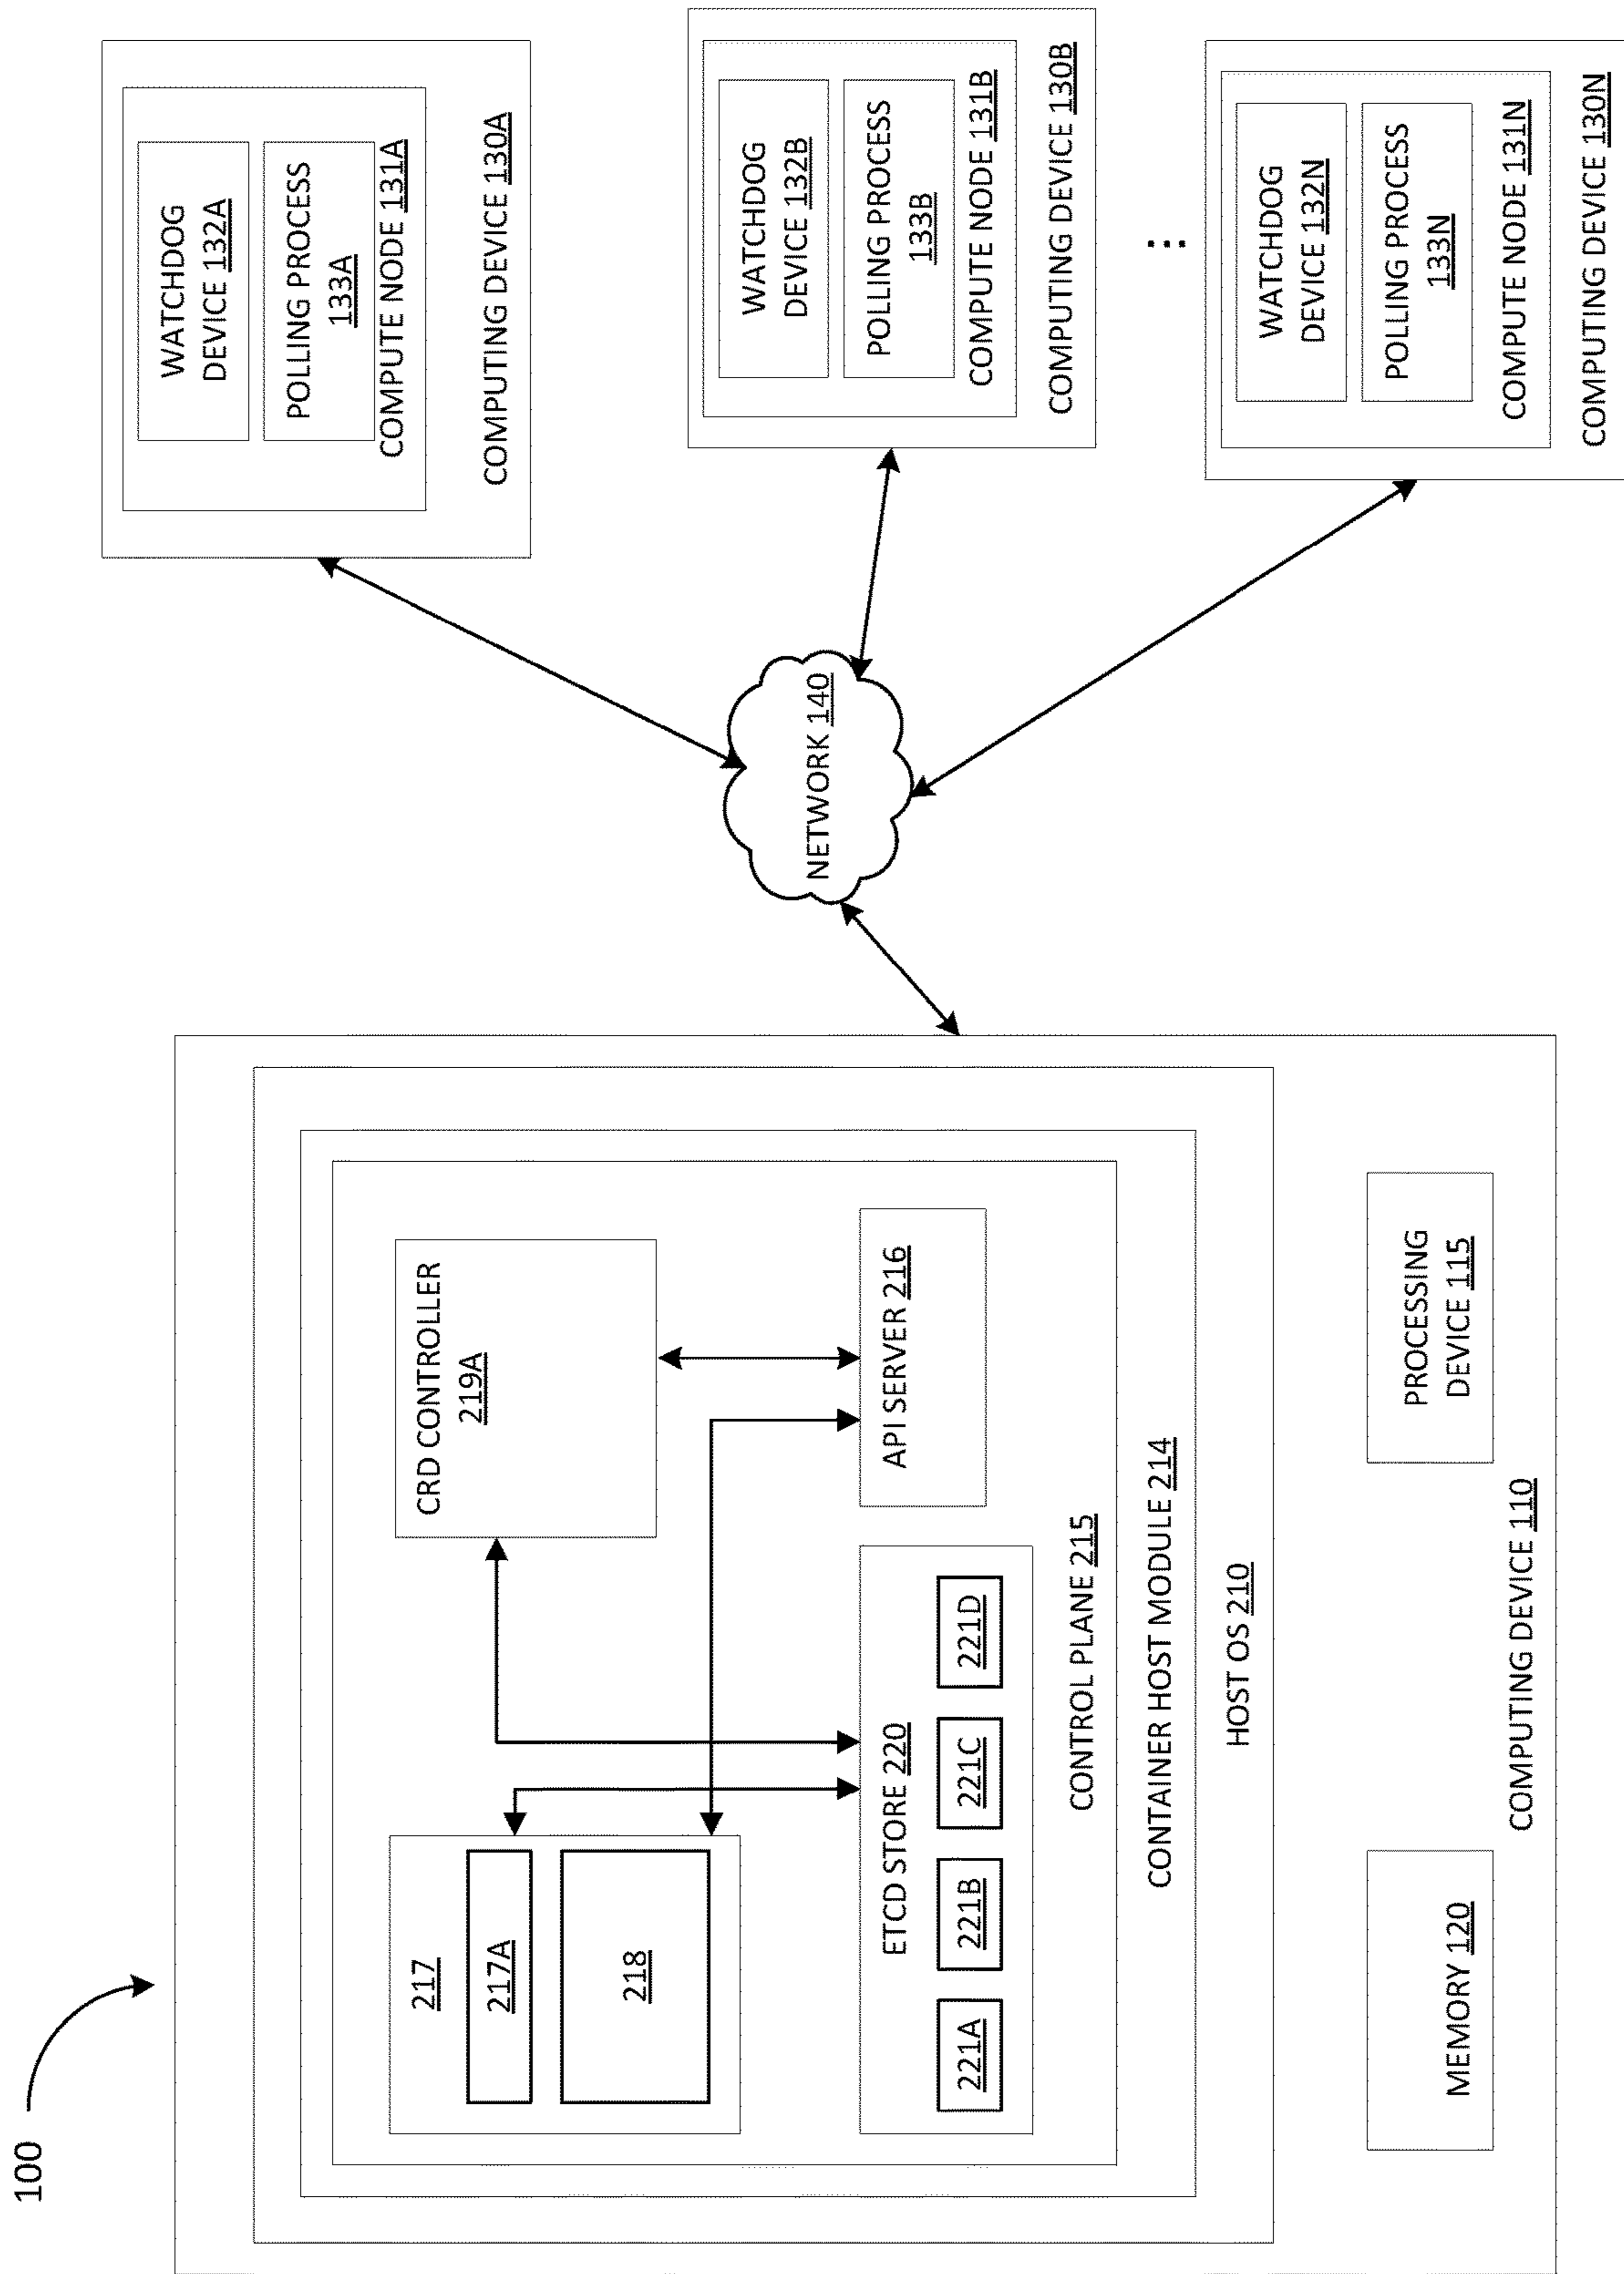 100
217
217A
218
CRD CONTROLLER
219A
ETCD STORE 220
221A
221B
221C
221D
API SERVER 216
CONTROL PLANE 215
CONTAINER HOST MODULE 214
HOST OS 210
MEMORY 120
PROCESSING
DEVICE 115
COMPUTING DEVICE 110
NETWORK 140
WATCHDOG
DEVICE 132A
POLLING PROCESS
133A
COMPUTE NODE 131A
COMPUTING DEVICE 130A
WATCHDOG
DEVICE 132B
POLLING PROCESS
133B
COMPUTE NODE 131B
COMPUTING DEVICE 130B
...
WATCHDOG
DEVICE 132N
POLLING PROCESS
133N
COMPUTE NODE 131N
COMPUTING DEVICE 130N